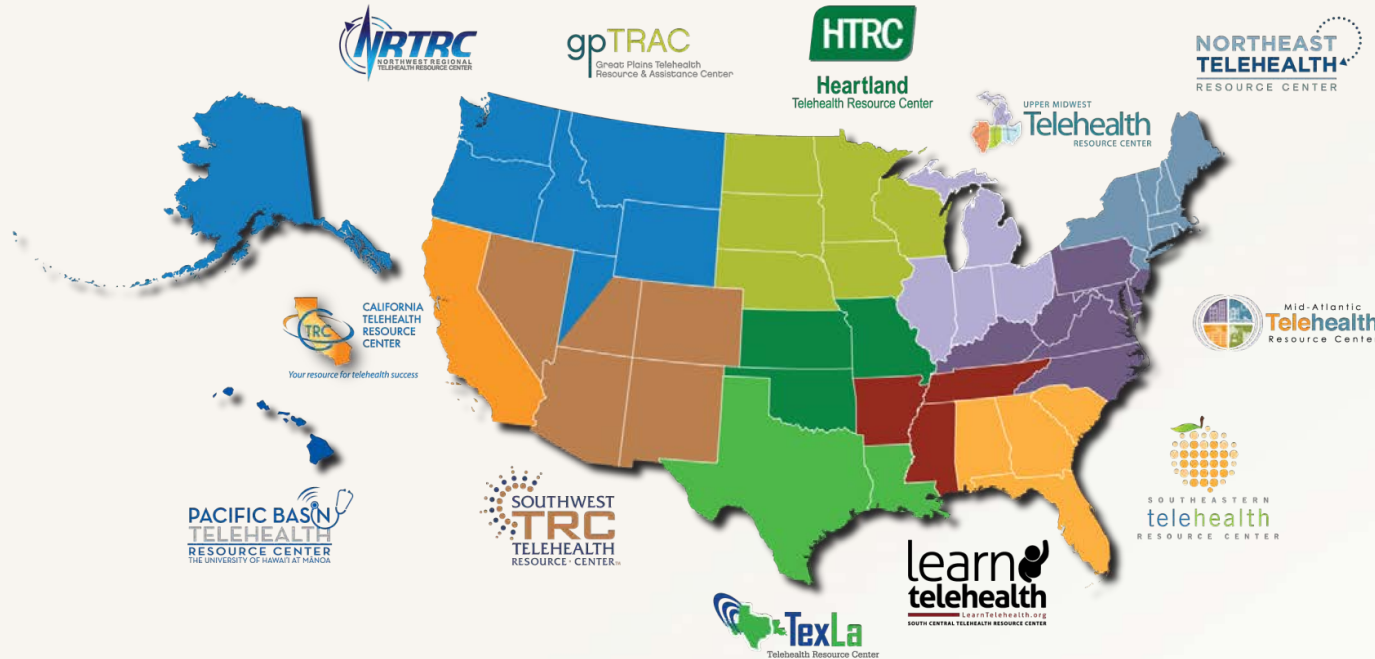 NRTRC
NORTHWEST REGIONAL
TELEHEALTH RESOURCE CENTER
gpTRAC
Great Plains Telehealth
Resource & Assistance Center
HTRC
Heartland
Telehealth Resource Center
NORTHEAST
TELEHEALTH
RESOURCE CENTER
UPPER MIDWEST
Telehealth
RESOURCE CENTER
TRC
CALIFORNIA
TELEHEALTH
RESOURCE
CENTER
Your resource for telehealth success
Mid-Atlantic
Telehealth
Resource Center
PACIFIC BASIN
TELEHEALTH
RESOURCE CENTER
THE UNIVERSITY OF HAWAI'I AT MĀNOA
SOUTHWEST
TRC
TELEHEALTH
RESOURCE · CENTER
SOUTHEASTERN
telehealth
RESOURCE CENTER
learn
telehealth
LearnTelehealth.org
SOUTH CENTRAL TELEHEALTH RESOURCE CENTER
TexLa
Telehealth Resource Center